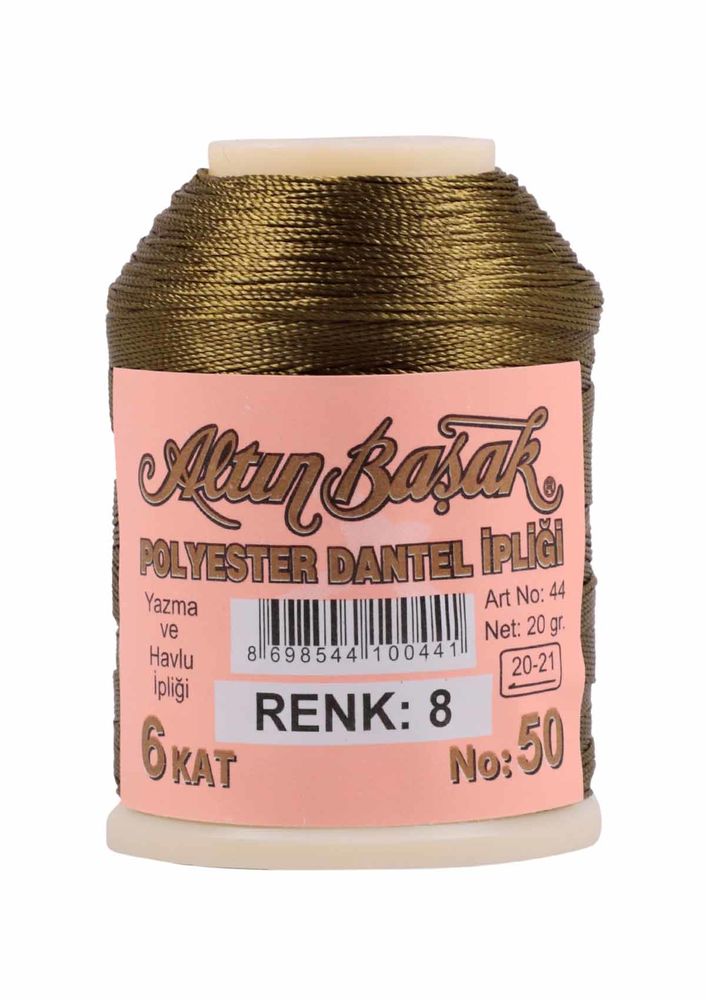 Altın Başak ®
POLYESTER DANTEL İPLİĞİ
Yazma
ve
Havlu
İpliği
8 698544 100441
Art No: 44
Net: 20 gr.
20-21
RENK: 8
6 KAT
No: 50